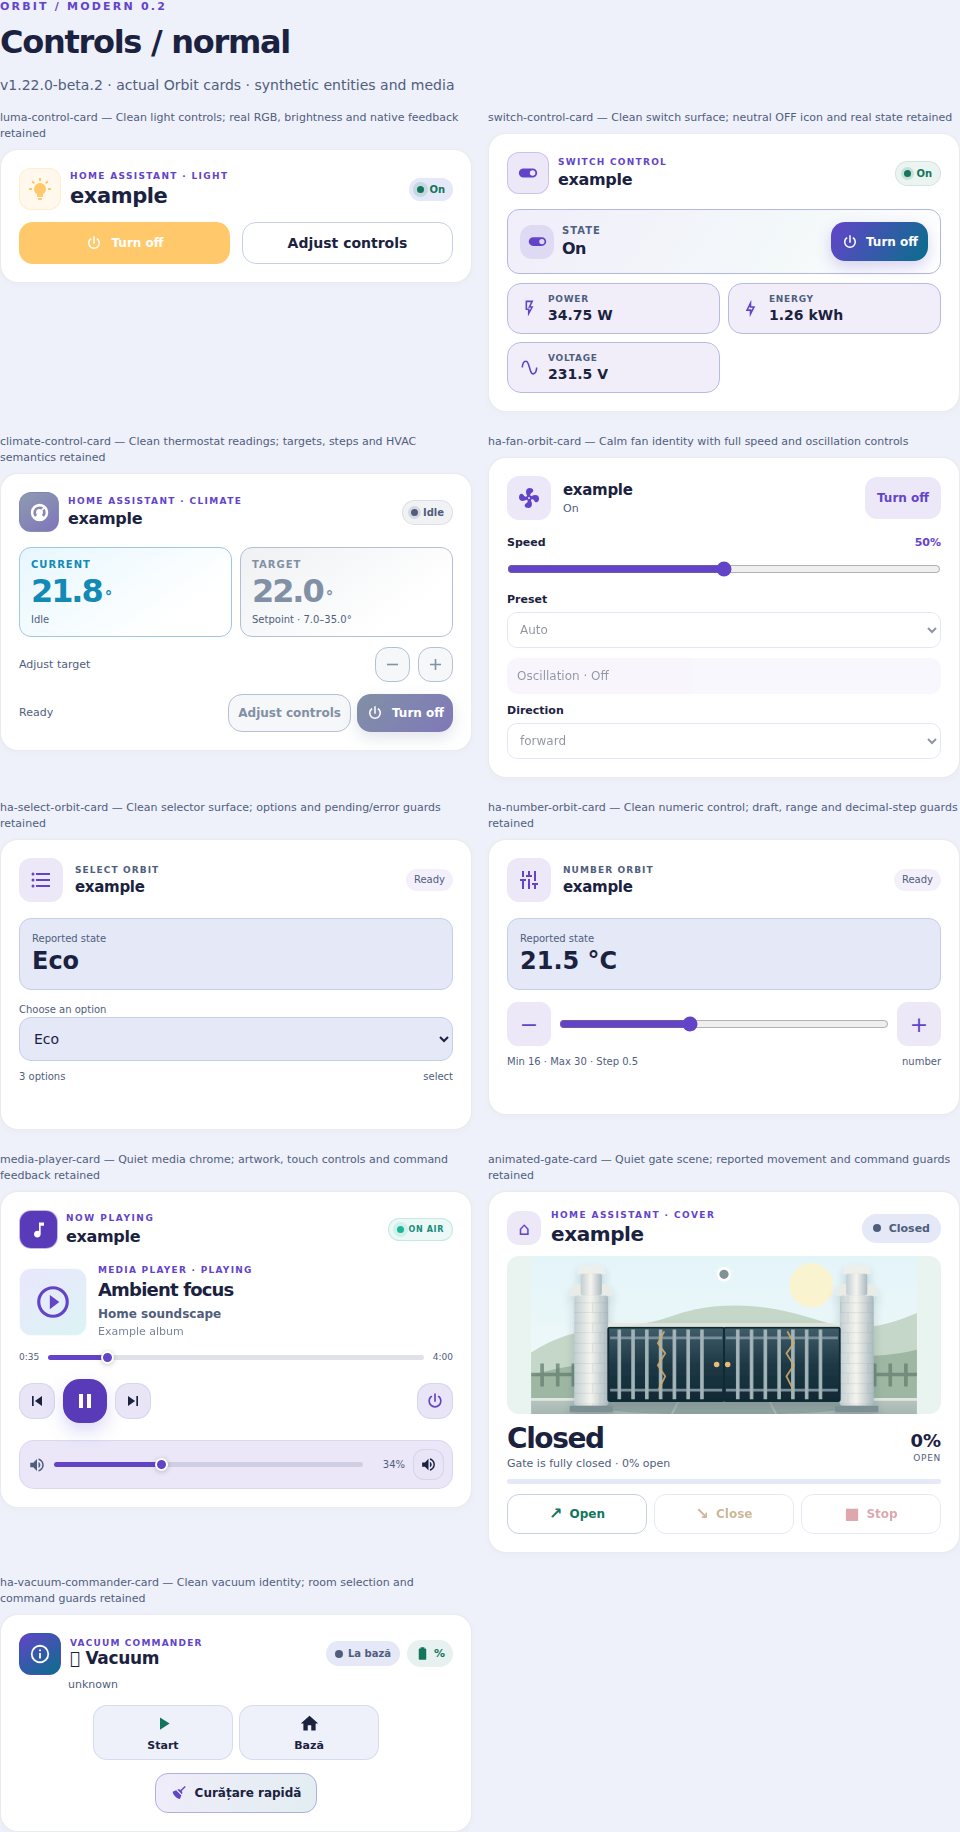 ORBIT / MODERN 0.2
Controls / normal
v1.22.0-beta.2 · actual Orbit cards · synthetic entities and media
luma-control-card — Clean light controls; real RGB, brightness and native feedback
retained
HOME ASSISTANT · LIGHT
example
On
Turn off
Adjust controls
switch-control-card — Clean switch surface; neutral OFF icon and real state retained
SWITCH CONTROL
example
On
STATE
On
Turn off
POWER
34.75 W
ENERGY
1.26 kWh
VOLTAGE
231.5 V
climate-control-card — Clean thermostat readings; targets, steps and HVAC
semantics retained
HOME ASSISTANT · CLIMATE
example
Idle
CURRENT
21.8°
Idle
TARGET
22.0°
Setpoint · 7.0–35.0°
Adjust target
− +
Ready
Adjust controls
Turn off
ha-fan-orbit-card — Calm fan identity with full speed and oscillation controls
example
On
Turn off
Speed
50%
Preset
Auto
Oscillation · Off
Direction
forward
ha-select-orbit-card — Clean selector surface; options and pending/error guards
retained
SELECT ORBIT
example
Ready
Reported state
Eco
Choose an option
Eco
3 options
select
ha-number-orbit-card — Clean numeric control; draft, range and decimal-step guards
retained
NUMBER ORBIT
example
Ready
Reported state
21.5 °C
− +
Min 16 · Max 30 · Step 0.5
number
media-player-card — Quiet media chrome; artwork, touch controls and command
feedback retained
NOW PLAYING
example
ON AIR
MEDIA PLAYER · PLAYING
Ambient focus
Home soundscape
Example album
0:35
4:00
34%
animated-gate-card — Quiet gate scene; reported movement and command guards
retained
HOME ASSISTANT · COVER
example
Closed
Closed
Gate is fully closed · 0% open
0%
OPEN
↗ Open
↘ Close
■ Stop
ha-vacuum-commander-card — Clean vacuum identity; room selection and
command guards retained
VACUUM COMMANDER
Vacuum
unknown
La bază
%
Start
Bază
Curățare rapidă